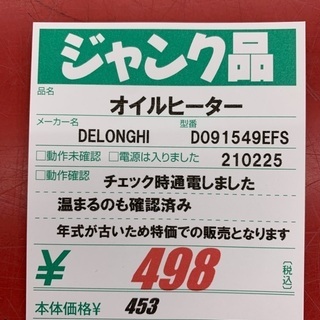 ジャンク品
品名
オイルヒーター
メーカー名 型番
DELONGHI D091549EFS
□動作未確認 □電源は入りました 210225
□動作確認 チェック時通電しました
温まるのも確認済み
年式が古いため特価での販売となります
¥ 498 [税込]
本体価格¥ 453